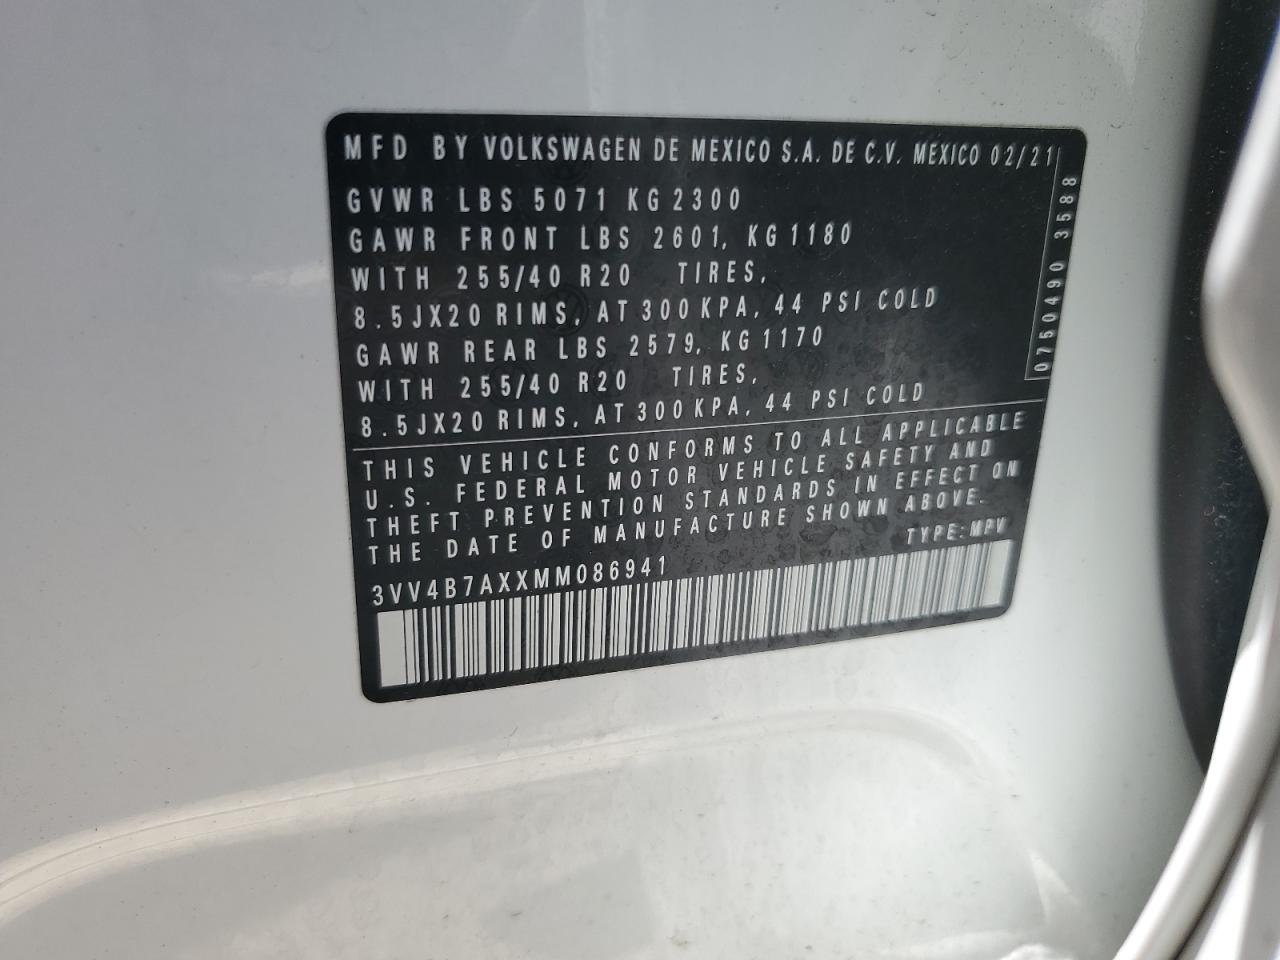 MFD BY VOLKSWAGEN DE MEXICO S.A. DE C.V. MEXICO 02/21
GVWR LBS 5071 KG 2300
GAWR FRONT LBS 2601, KG 1180
WITH 255/40 R20 TIRES,
8.5JX20 RIMS, AT 300 KPA, 44 PSI COLD
GAWR REAR LBS 2579, KG 1170
WITH 255/40 R20 TIRES,
8.5JX20 RIMS, AT 300 KPA, 44 PSI COLD
0750490 3588
THIS VEHICLE CONFORMS TO ALL APPLICABLE
U.S. FEDERAL MOTOR VEHICLE SAFETY AND
THEFT PREVENTION STANDARDS IN EFFECT ON
THE DATE OF MANUFACTURE SHOWN ABOVE.
TYPE: MPV
3VV4B7AXXMM086941